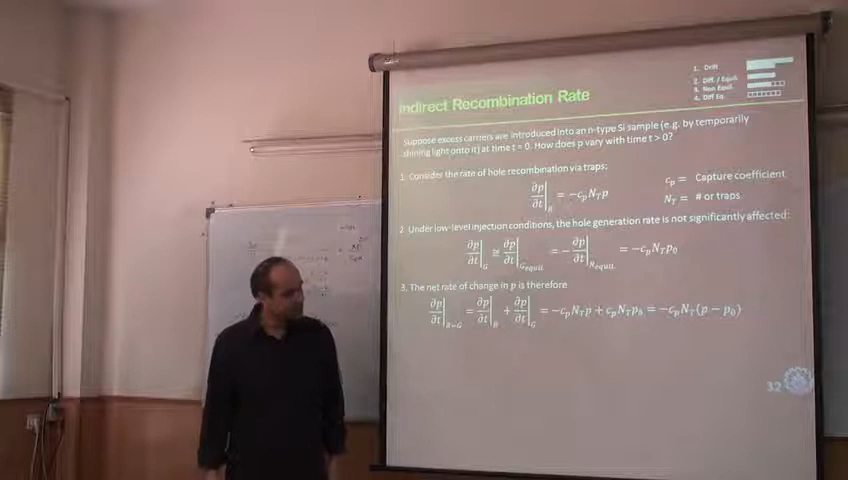 Indirect Recombination Rate
1. Drift
2. Diff. / Equil.
3. Non Equil.
4. Diff Eq.
Suppose excess carriers are introduced into an n-type Si sample (e.g. by temporarily
shining light onto it) at time t = 0. How does p vary with time t > 0?
1. Consider the rate of hole recombination via traps:
∂p/∂t|R = −cpNTp
cp = Capture coefficient
NT = # or traps
2 Under low-level injection conditions, the hole generation rate is not significantly affected:
∂p/∂t|G ≅ ∂p/∂t|Gequil = −∂p/∂t|Requil = −cpNTp0
3. The net rate of change in p is therefore
∂p/∂t|R−G = ∂p/∂t|R + ∂p/∂t|G = −cpNTp + cpNTp0 = −cpNT(p − p0)
32